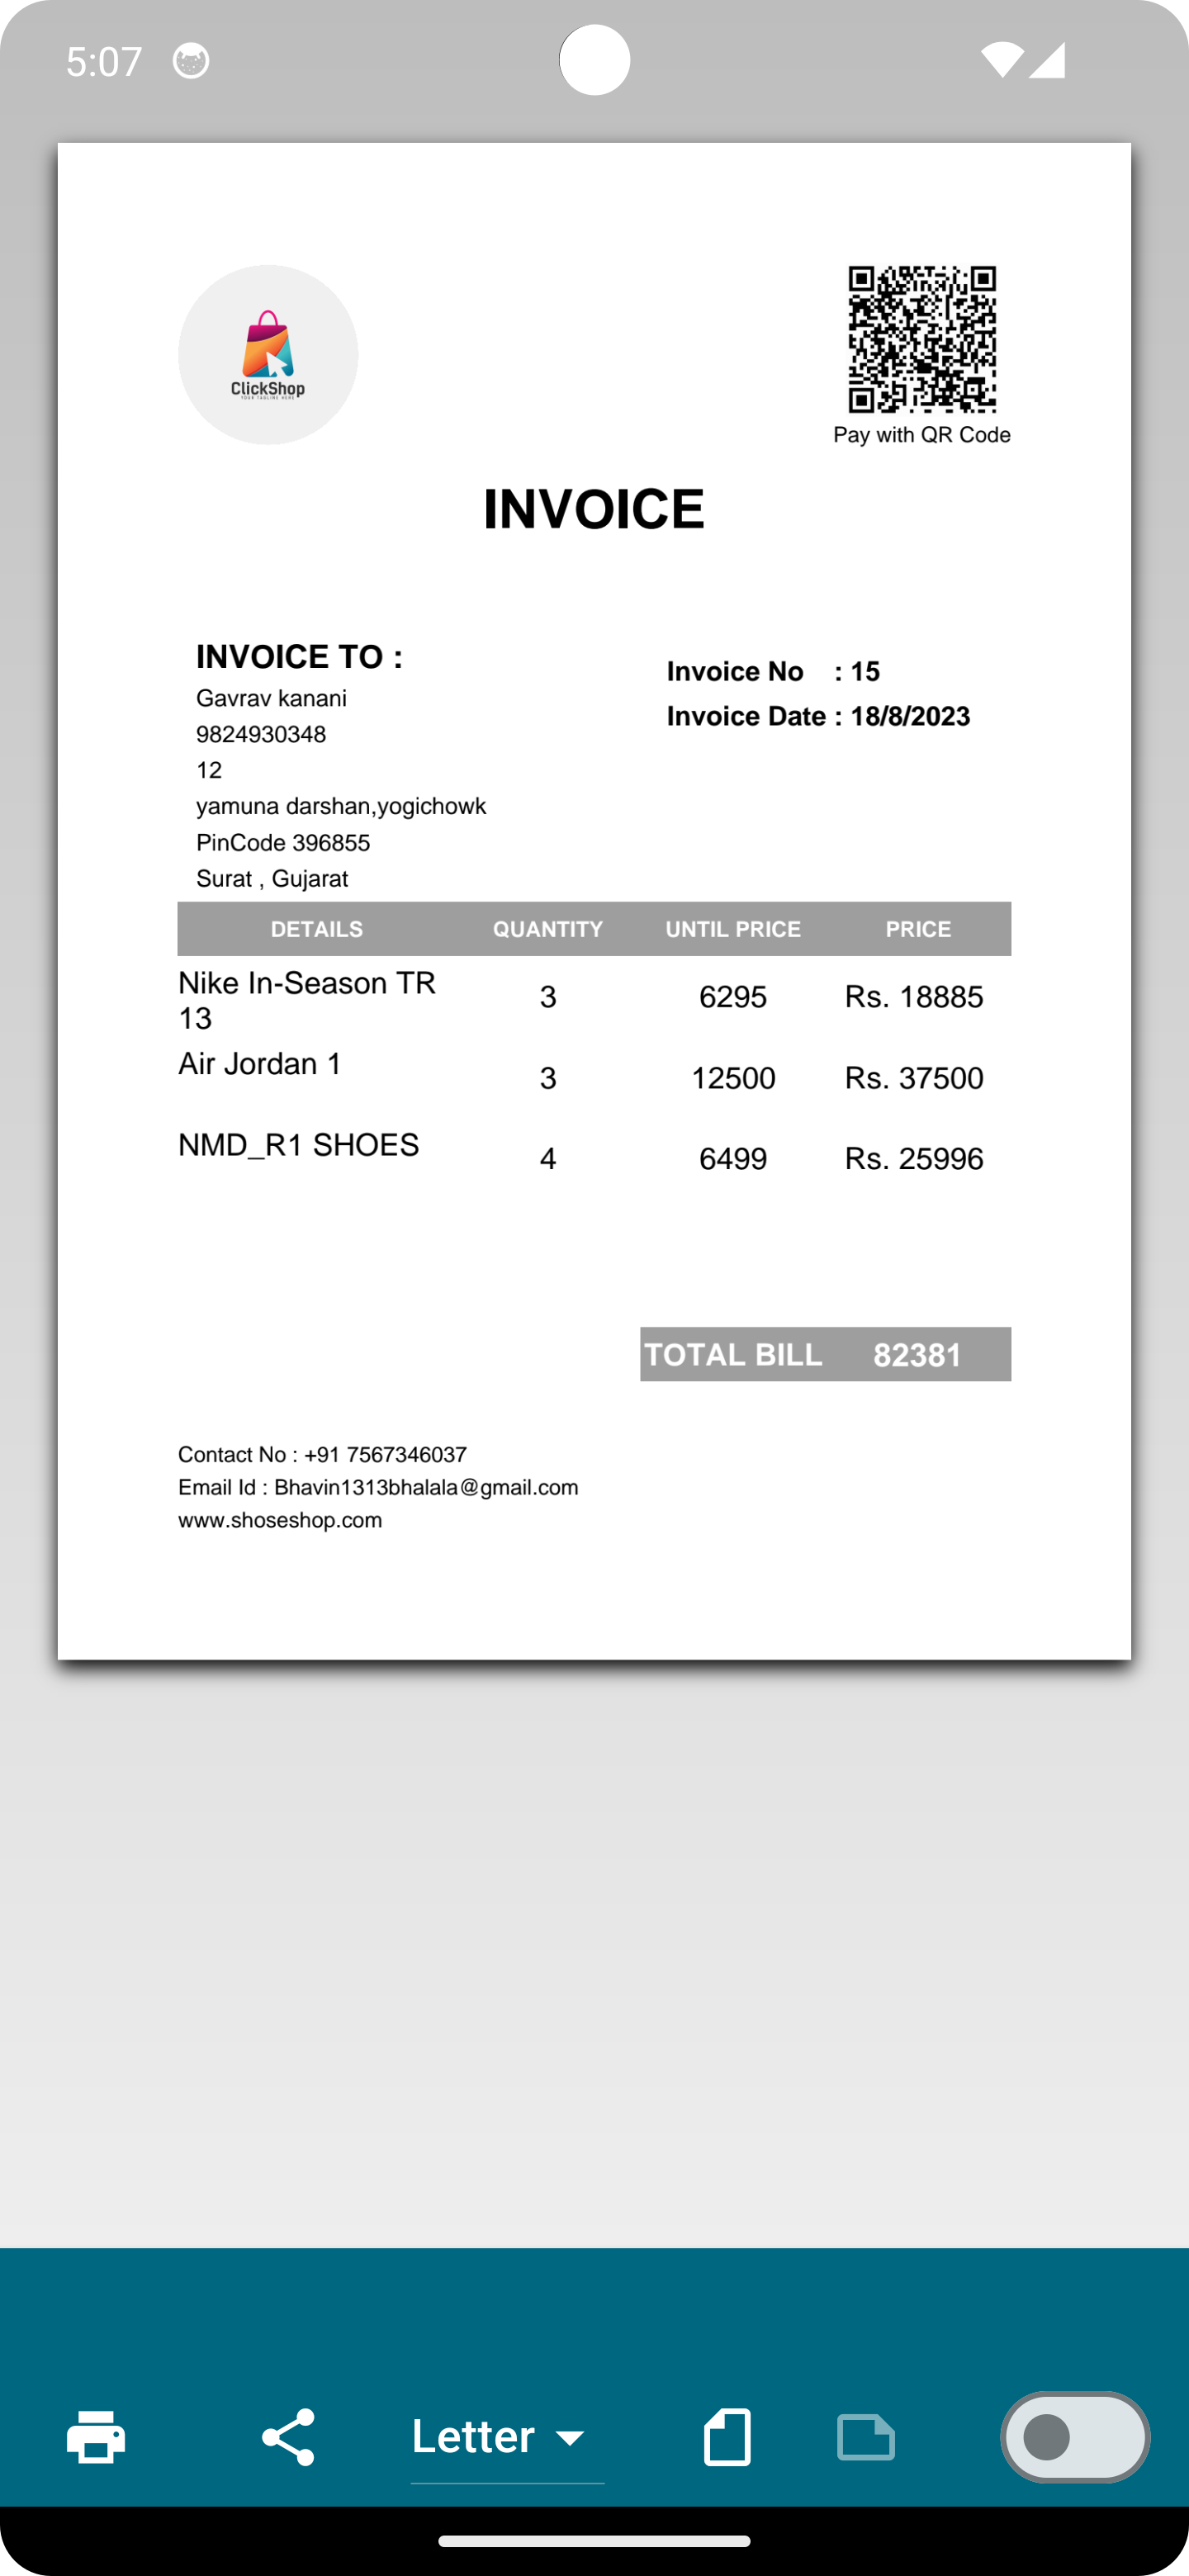 5:07
ClickShop
YOUR TAGLINE HERE
Pay with QR Code
INVOICE
INVOICE TO :
Gavrav kanani
9824930348
12
yamuna darshan,yogichowk
PinCode 396855
Surat , Gujarat
Invoice No : 15
Invoice Date : 18/8/2023
DETAILS QUANTITY UNTIL PRICE PRICE
Nike In-Season TR 13 3 6295 Rs. 18885
Air Jordan 1 3 12500 Rs. 37500
NMD_R1 SHOES 4 6499 Rs. 25996
TOTAL BILL 82381
Contact No : +91 7567346037
Email Id : Bhavin1313bhalala@gmail.com
www.shoseshop.com
Letter